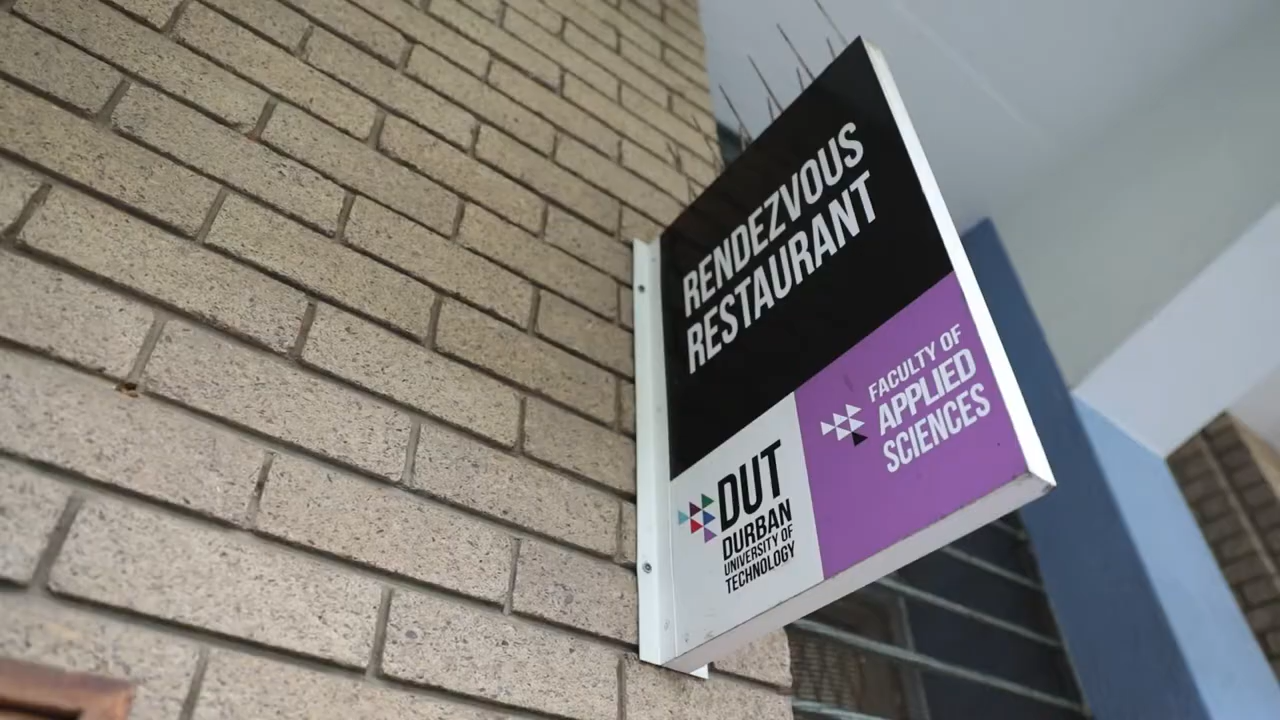 RENDEZVOUS
RESTAURANT
DUT
DURBAN
UNIVERSITY OF
TECHNOLOGY
FACULTY OF
APPLIED
SCIENCES